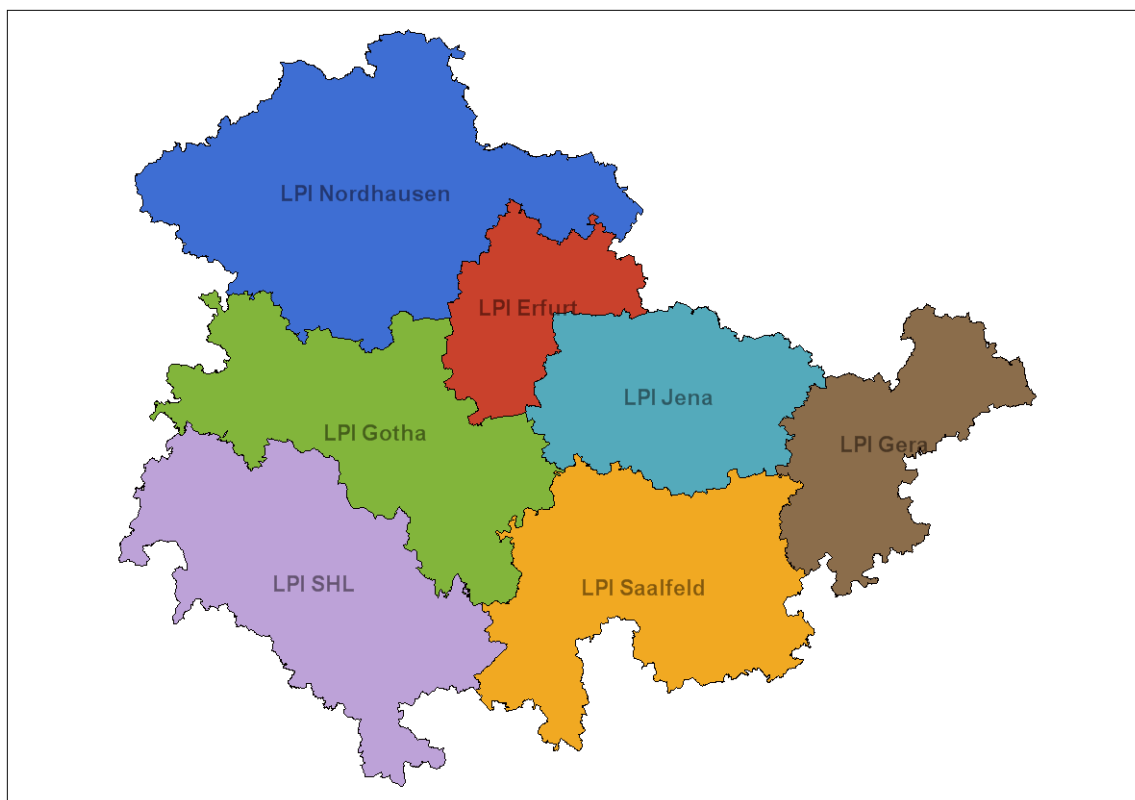 LPI Nordhausen
LPI Erfurt
LPI Jena
LPI Gotha
LPI Gera
LPI SHL
LPI Saalfeld